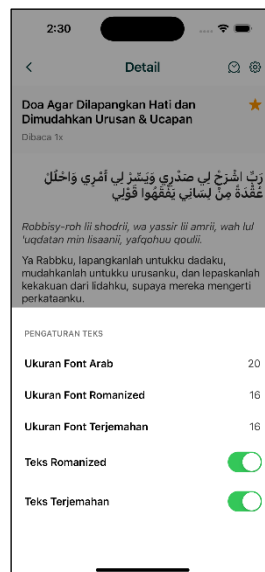 2:30
Detail
Doa Agar Dilapangkan Hati dan
Dimudahkan Urusan & Ucapan
Dibaca 1x
رَبِّ اشْرَحْ لِي صَدْرِي وَيَسِّرْ لِي أَمْرِي وَاحْلُلْ
عُقْدَةً مِنْ لِسَانِي يَفْقَهُوا قَوْلِي
Robbisy-roh lii shodrii, wa yassir lii amrii, wah lul
'uqdatan min lisaanii, yafqohuu qoulii.
Ya Rabbku, lapangkanlah untukku dadaku,
mudahkanlah untukku urusanku, dan lepaskanlah
kekakuan dari lidahku, supaya mereka mengerti
perkataanku.
PENGATURAN TEKS
Ukuran Font Arab 20
Ukuran Font Romanized 16
Ukuran Font Terjemahan 16
Teks Romanized
Teks Terjemahan